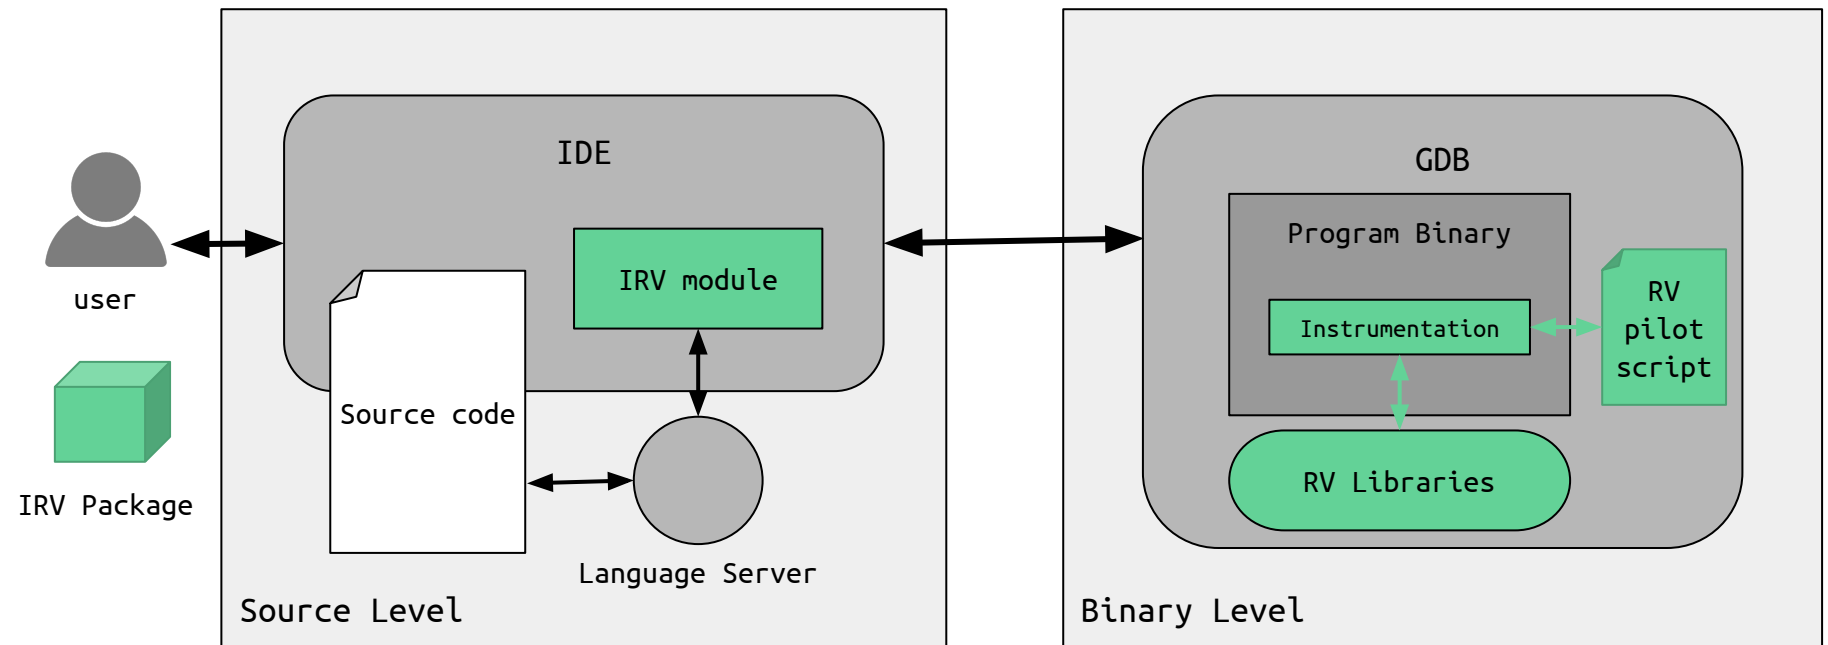 user
IRV Package
IDE
IRV module
Source code
Language Server
Source Level
GDB
Program Binary
Instrumentation
RV
pilot
script
RV Libraries
Binary Level